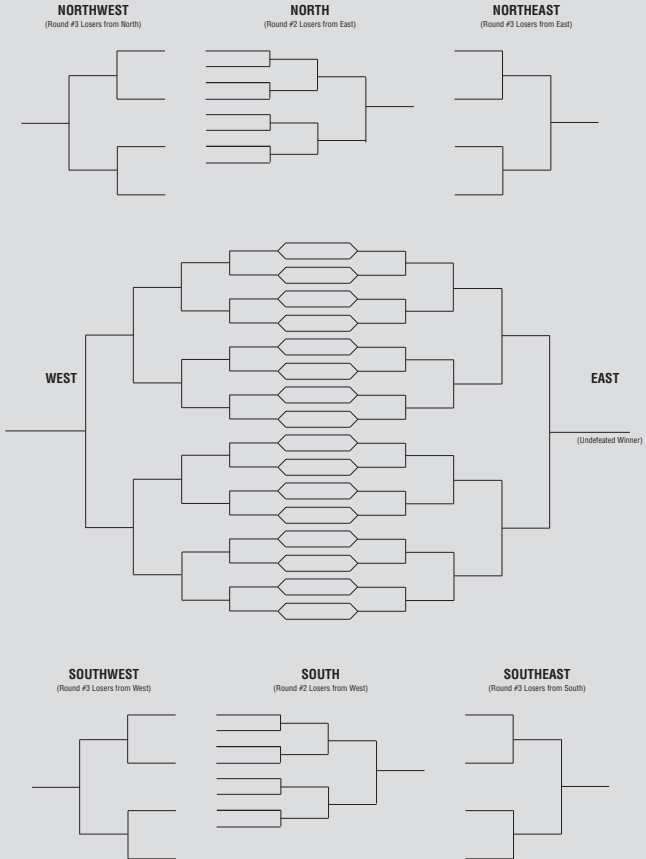 NORTHWEST
(Round #3 Losers from North)
NORTH
(Round #2 Losers from East)
NORTHEAST
(Round #3 Losers from East)
WEST
EAST
(Undefeated Winner)
SOUTHWEST
(Round #3 Losers from West)
SOUTH
(Round #2 Losers from West)
SOUTHEAST
(Round #3 Losers from South)